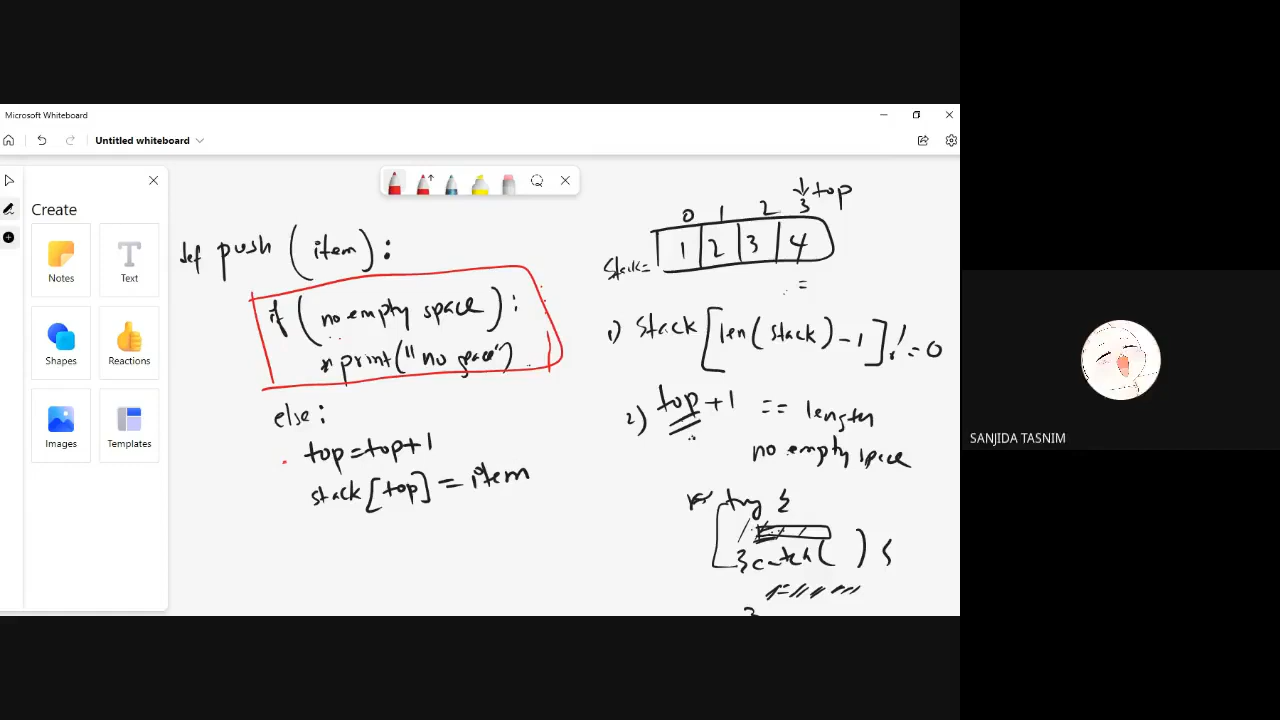 Microsoft Whiteboard
Untitled whiteboard
Create
Notes
Text
Shapes
Reactions
Images
Templates
def push (item):
if ( no empty space ):
print("no space")
else:
top=top+1
stack[top] = item
↓ top
0 1 2 3
stack= 1 2 3 4
=
1) stack[len(stack)-1] != 0
2) top +1 == length
no empty space
try {
}catch( ) {
}
SANJIDA TASNIM